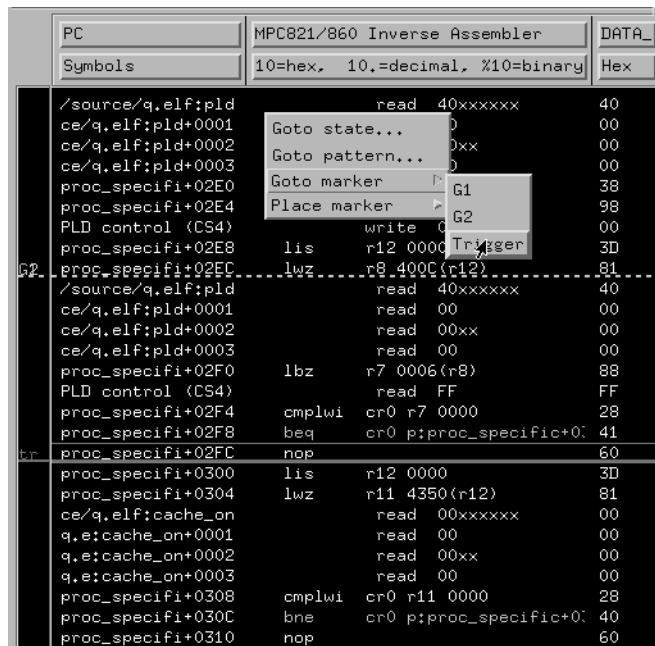 PC MPC821/860 Inverse Assembler DATA_
Symbols 10=hex, 10.=decimal, %10=binary Hex
/source/q.elf:pld read 40xxxxxx 40
ce/q.elf:pld+0001 00
ce/q.elf:pld+0002 xx 00
ce/q.elf:pld+0003 00
proc_specifi+02E0 38
proc_specifi+02E4 98
PLD control (CS4) write 00
Goto state...
Goto pattern...
Goto marker
Place marker
G1
G2
Trigger
proc_specifi+02E8 lis r12 0000 3D
G2 proc_specifi+02EC lwz r8 400C(r12) 81
/source/q.elf:pld read 40xxxxxx 40
ce/q.elf:pld+0001 read 00 00
ce/q.elf:pld+0002 read 00xx 00
ce/q.elf:pld+0003 read 00 00
proc_specifi+02F0 lbz r7 0006(r8) 88
PLD control (CS4) read FF FF
proc_specifi+02F4 cmplwi cr0 r7 0000 28
proc_specifi+02F8 beq cr0 p:proc_specific+0 41
tr proc_specifi+02FC nop 60
proc_specifi+0300 lis r12 0000 3D
proc_specifi+0304 lwz r11 4350(r12) 81
ce/q.elf:cache_on read 00xxxxxx 00
q.e:cache_on+0001 read 00 00
q.e:cache_on+0002 read 00xx 00
q.e:cache_on+0003 read 00 00
proc_specifi+0308 cmplwi cr0 r11 0000 28
proc_specifi+030C bne cr0 p:proc_specific+0 40
proc_specifi+0310 nop 60